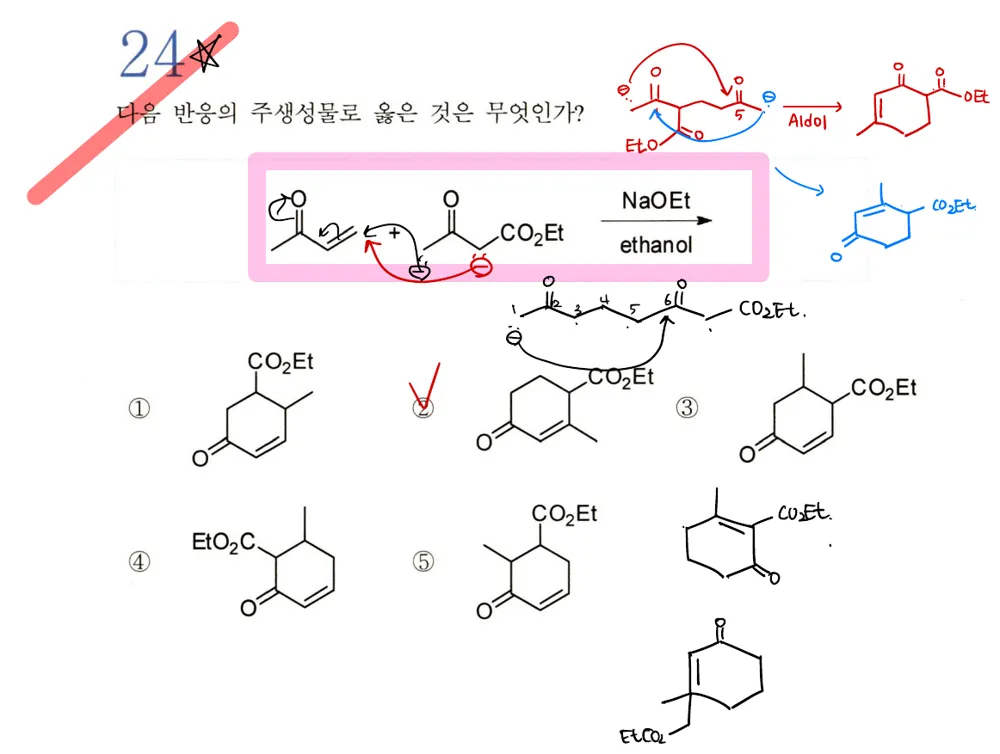 24
다음 반응의 주생성물로 옳은 것은 무엇인가?
O
O
5
EtO
O
Aldol
O
O
OEt
O
+
O
CO₂Et
NaOEt
ethanol
CO₂Et
O
1
O
2
3
4
5
O
6
CO₂Et.
①
CO₂Et
O
②
CO₂Et
O
③
CO₂Et
O
④
EtO₂C
O
⑤
CO₂Et
O
CO₂Et.
O
O
EtCO₂